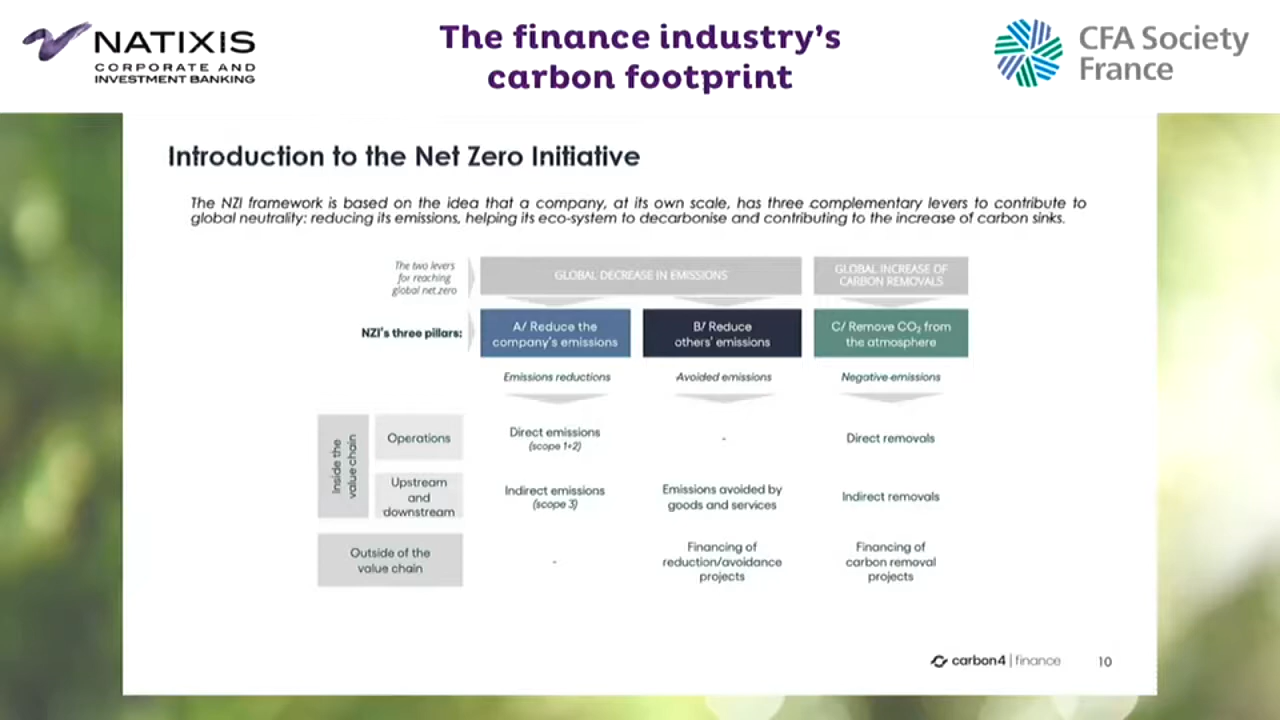 NATIXIS
CORPORATE AND
INVESTMENT BANKING
The finance industry's
carbon footprint
CFA Society
France
Introduction to the Net Zero Initiative
The NZI framework is based on the idea that a company, at its own scale, has three complementary levers to contribute to
global neutrality: reducing its emissions, helping its eco-system to decarbonise and contributing to the increase of carbon sinks.
The two levers
for reaching
global net zero
GLOBAL DECREASE IN EMISSIONS
GLOBAL INCREASE OF
CARBON REMOVALS
NZI's three pillars:
A/ Reduce the
company's emissions
B/ Reduce
others' emissions
C/ Remove CO₂ from
the atmosphere
Emissions reductions
Avoided emissions
Negative emissions
Inside the
value chain
Operations
Direct emissions
(scope 1+2)
-
Direct removals
Upstream
and
downstream
Indirect emissions
(scope 3)
Emissions avoided by
goods and services
Indirect removals
Outside of the
value chain
-
Financing of
reduction/avoidance
projects
Financing of
carbon removal
projects
carbon4 | finance
10